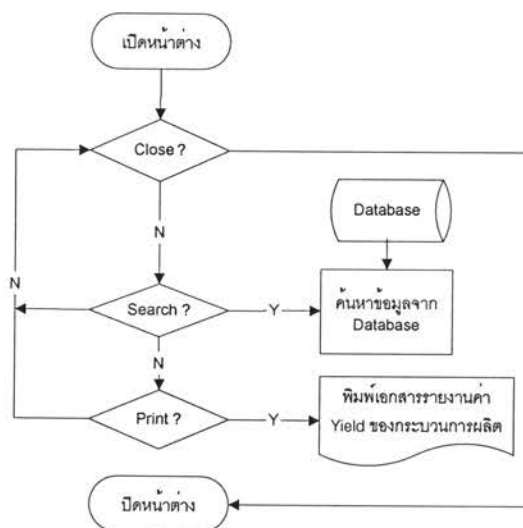 เปิดหน้าต่าง
Close ?
N
Database
N
Search ?
Y
ค้นหาข้อมูลจาก
Database
N
Print ?
Y
พิมพ์เอกสารรายงานค่า
Yield ของกระบวนการผลิต
ปิดหน้าต่าง